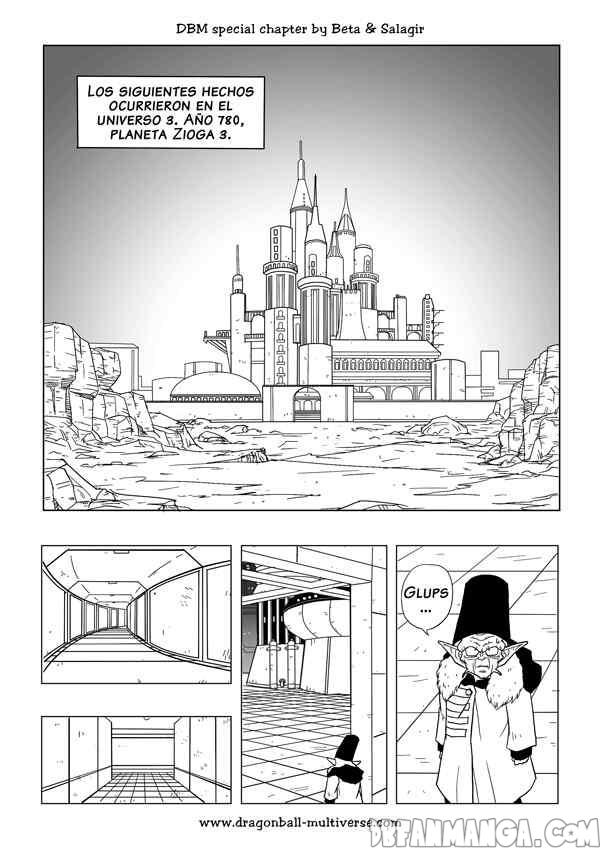 DBM special chapter by Beta & Salagir
Los siguientes hechos
ocurrieron en el
universo 3. Año 780,
planeta Zioga 3.
Glups
...
www.dragonball-multiverse.com
DBFANMANGA.COM